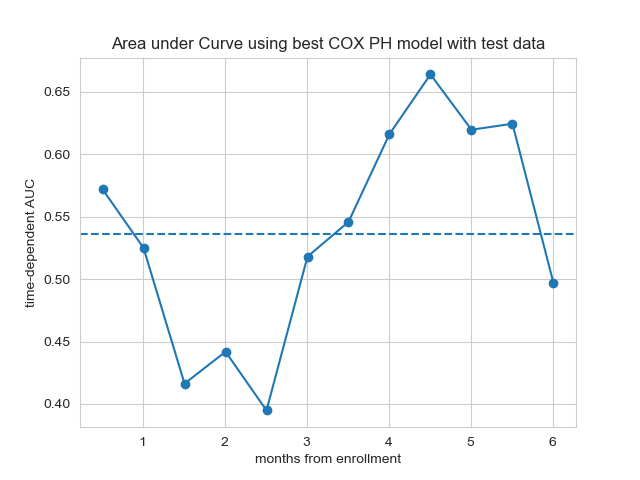 Area under Curve using best COX PH model with test data
time-dependent AUC
0.65
0.60
0.55
0.50
0.45
0.40
1 2 3 4 5 6
months from enrollment